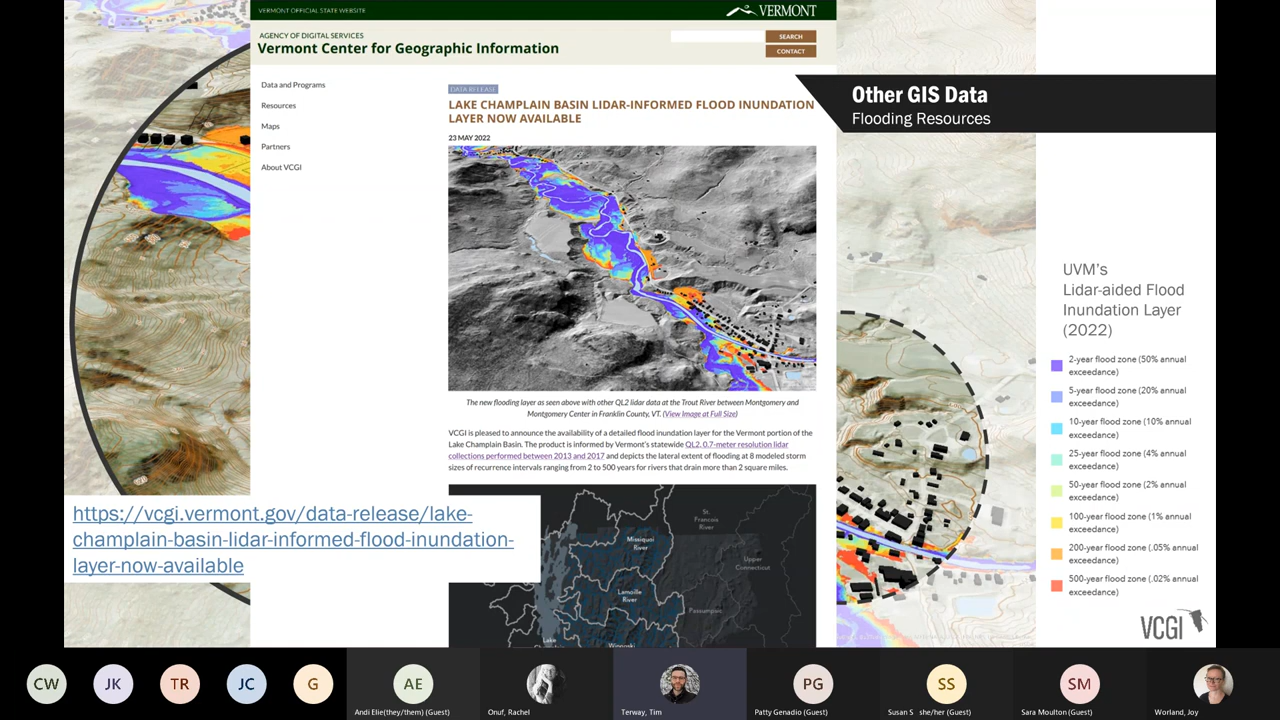 VERMONT OFFICIAL STATE WEBSITE
VERMONT
AGENCY OF DIGITAL SERVICES
Vermont Center for Geographic Information
SEARCH
CONTACT
Data and Programs
Resources
Maps
Partners
About VCGI
DATA RELEASE
LAKE CHAMPLAIN BASIN LIDAR-INFORMED FLOOD INUNDATION
LAYER NOW AVAILABLE
23 MAY 2022
The new flooding layer as seen above with other QL2 lidar data at the Trout River between Montgomery and
Montgomery Center in Franklin County, VT. (View Image at Full Size)
VCGI is pleased to announce the availability of a detailed flood inundation layer for the Vermont portion of the
Lake Champlain Basin. The product is informed by Vermont's statewide QL2, 0.7-meter resolution lidar
collections performed between 2013 and 2017 and depicts the lateral extent of flooding at 8 modeled storm
sizes of recurrence intervals ranging from 2 to 500 years for rivers that drain more than 2 square miles.
St.
Francois
River
Missiquoi
River
Upper
Connecticut
Lamoille
River
Passumpsic
Lake
Winooski
https://vcgi.vermont.gov/data-release/lake-
champlain-basin-lidar-informed-flood-inundation-
layer-now-available
Other GIS Data
Flooding Resources
UVM's
Lidar-aided Flood
Inundation Layer
(2022)
2-year flood zone (50% annual
exceedance)
5-year flood zone (20% annual
exceedance)
10-year flood zone (10% annual
exceedance)
25-year flood zone (4% annual
exceedance)
50-year flood zone (2% annual
exceedance)
100-year flood zone (1% annual
exceedance)
200-year flood zone (.05% annual
exceedance)
500-year flood zone (.02% annual
exceedance)
VCGI
CW
JK
TR
JC
G
AE
PG
SS
SM
Andi Elie(they/them) (Guest)
Onuf, Rachel
Terway, Tim
Patty Genadio (Guest)
Susan S she/her (Guest)
Sara Moulton (Guest)
Worland, Joy